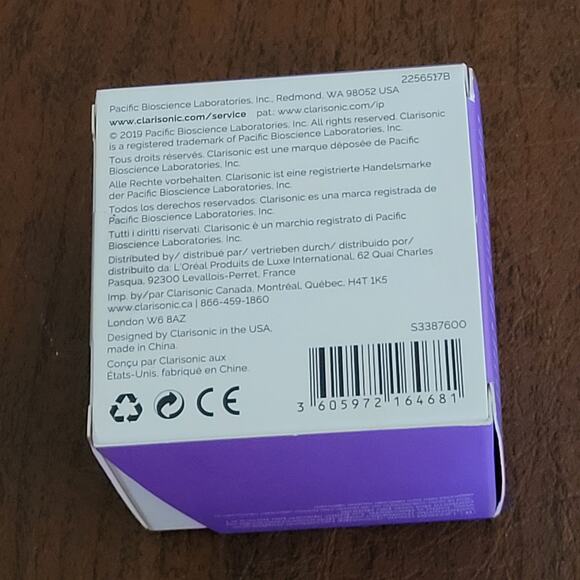 2256517B
Pacific Bioscience Laboratories, Inc., Redmond, WA 98052 USA
www.clarisonic.com/service pat.: www.clarisonic.com/ip
© 2019 Pacific Bioscience Laboratories, Inc. All rights reserved. Clarisonic
is a registered trademark of Pacific Bioscience Laboratories, Inc.
Tous droits réservés. Clarisonic est une marque déposée de Pacific
Bioscience Laboratories, Inc.
Alle Rechte vorbehalten. Clarisonic ist eine registrierte Handelsmarke
der Pacific Bioscience Laboratories, Inc.
Todos los derechos reservados. Clarisonic es una marca registrada de
Pacific Bioscience Laboratories, Inc.
Tutti i diritti riservati. Clarisonic è un marchio registrato di Pacific
Bioscience Laboratories, Inc.
Distributed by/ distribué par/ vertrieben durch/ distribuido por/
distribuito da: L'Oréal Produits de Luxe International, 62 Quai Charles
Pasqua, 92300 Levallois-Perret, France
Imp. by/par Clarisonic Canada, Montréal, Québec, H4T 1K5
www.clarisonic.ca | 866-459-1860
London W6 8AZ
Designed by Clarisonic in the USA,
made in China.
S3387600
Conçu par Clarisonic aux
États-Unis, fabriqué en Chine.
CE
3 605972 164681